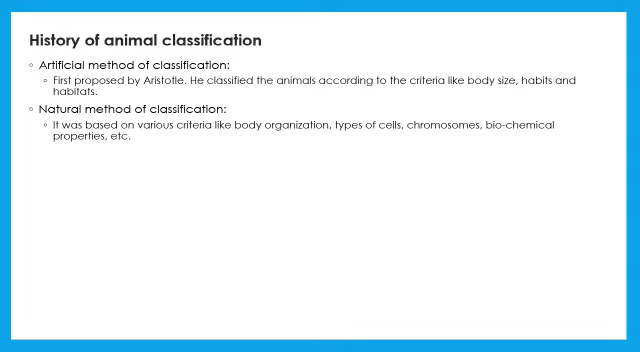 History of animal classification
◦ Artificial method of classification:
◦ First proposed by Aristotle. He classified the animals according to the criteria like body size, habits and
habitats.
◦ Natural method of classification:
◦ It was based on various criteria like body organization, types of cells, chromosomes, bio-chemical
properties, etc.